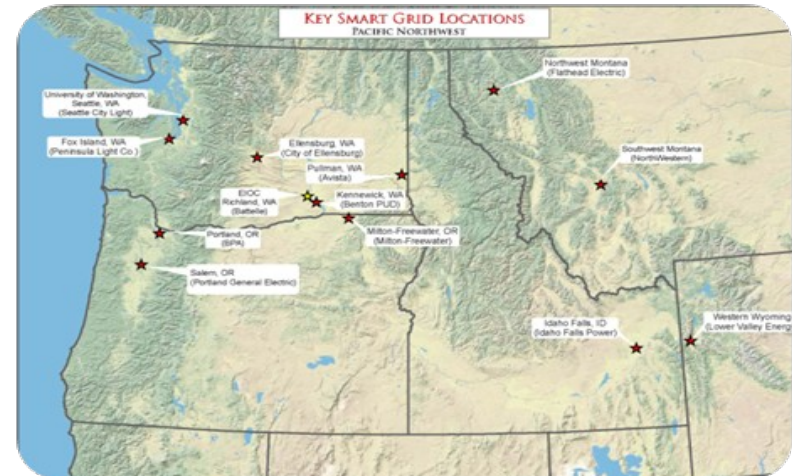 KEY SMART GRID LOCATIONS
PACIFIC NORTHWEST
Northwest Montana
(Flathead Electric)
University of Washington,
Seattle, WA
(Seattle City Light)
Fox Island, WA
(Peninsula Light Co.)
Ellensburg, WA
(City of Ellensburg)
Southwest Montana
(NorthWestern)
Pullman, WA
(Avista)
EIOC
Richland, WA
(Battelle)
Kennewick, WA
(Benton PUD)
Portland, OR
(BPA)
Milton-Freewater, OR
(Milton-Freewater)
Salem, OR
(Portland General Electric)
Idaho Falls, ID
(Idaho Falls Power)
Western Wyoming
(Lower Valley Energ